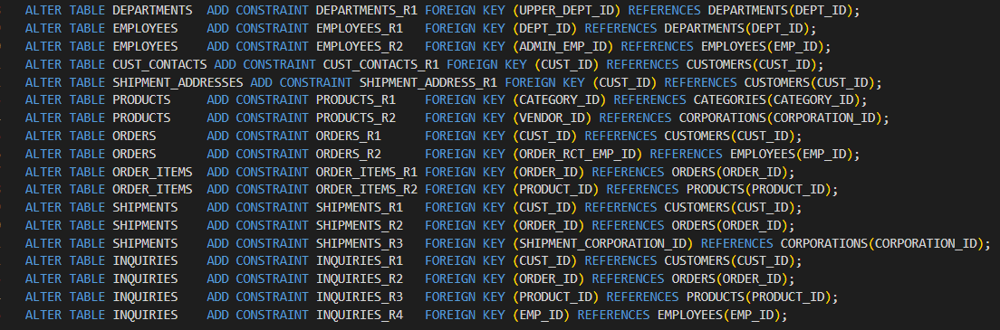 ALTER TABLE DEPARTMENTS  ADD CONSTRAINT DEPARTMENTS_R1 FOREIGN KEY (UPPER_DEPT_ID) REFERENCES DEPARTMENTS(DEPT_ID);
ALTER TABLE EMPLOYEES    ADD CONSTRAINT EMPLOYEES_R1   FOREIGN KEY (DEPT_ID) REFERENCES DEPARTMENTS(DEPT_ID);
ALTER TABLE EMPLOYEES    ADD CONSTRAINT EMPLOYEES_R2   FOREIGN KEY (ADMIN_EMP_ID) REFERENCES EMPLOYEES(EMP_ID);
ALTER TABLE CUST_CONTACTS ADD CONSTRAINT CUST_CONTACTS_R1 FOREIGN KEY (CUST_ID) REFERENCES CUSTOMERS(CUST_ID);
ALTER TABLE SHIPMENT_ADDRESSES ADD CONSTRAINT SHIPMENT_ADDRESS_R1 FOREIGN KEY (CUST_ID) REFERENCES CUSTOMERS(CUST_ID);
ALTER TABLE PRODUCTS     ADD CONSTRAINT PRODUCTS_R1    FOREIGN KEY (CATEGORY_ID) REFERENCES CATEGORIES(CATEGORY_ID);
ALTER TABLE PRODUCTS     ADD CONSTRAINT PRODUCTS_R2    FOREIGN KEY (VENDOR_ID) REFERENCES CORPORATIONS(CORPORATION_ID);
ALTER TABLE ORDERS       ADD CONSTRAINT ORDERS_R1      FOREIGN KEY (CUST_ID) REFERENCES CUSTOMERS(CUST_ID);
ALTER TABLE ORDERS       ADD CONSTRAINT ORDERS_R2      FOREIGN KEY (ORDER_RCT_EMP_ID) REFERENCES EMPLOYEES(EMP_ID);
ALTER TABLE ORDER_ITEMS  ADD CONSTRAINT ORDER_ITEMS_R1 FOREIGN KEY (ORDER_ID) REFERENCES ORDERS(ORDER_ID);
ALTER TABLE ORDER_ITEMS  ADD CONSTRAINT ORDER_ITEMS_R2 FOREIGN KEY (PRODUCT_ID) REFERENCES PRODUCTS(PRODUCT_ID);
ALTER TABLE SHIPMENTS    ADD CONSTRAINT SHIPMENTS_R1   FOREIGN KEY (CUST_ID) REFERENCES CUSTOMERS(CUST_ID);
ALTER TABLE SHIPMENTS    ADD CONSTRAINT SHIPMENTS_R2   FOREIGN KEY (ORDER_ID) REFERENCES ORDERS(ORDER_ID);
ALTER TABLE SHIPMENTS    ADD CONSTRAINT SHIPMENTS_R3   FOREIGN KEY (SHIPMENT_CORPORATION_ID) REFERENCES CORPORATIONS(CORPORATION_ID);
ALTER TABLE INQUIRIES    ADD CONSTRAINT INQUIRIES_R1   FOREIGN KEY (CUST_ID) REFERENCES CUSTOMERS(CUST_ID);
ALTER TABLE INQUIRIES    ADD CONSTRAINT INQUIRIES_R2   FOREIGN KEY (ORDER_ID) REFERENCES ORDERS(ORDER_ID);
ALTER TABLE INQUIRIES    ADD CONSTRAINT INQUIRIES_R3   FOREIGN KEY (PRODUCT_ID) REFERENCES PRODUCTS(PRODUCT_ID);
ALTER TABLE INQUIRIES    ADD CONSTRAINT INQUIRIES_R4   FOREIGN KEY (EMP_ID) REFERENCES EMPLOYEES(EMP_ID);